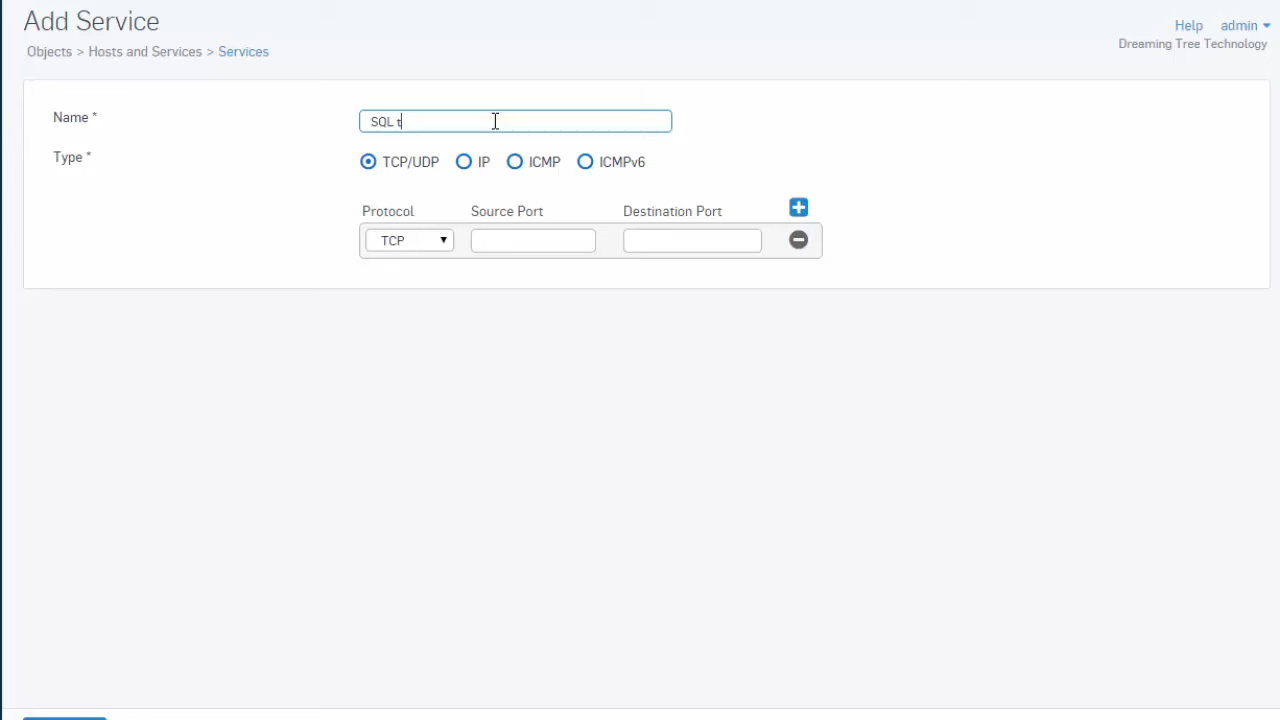 Add Service
Help admin
Objects > Hosts and Services > Services
Dreaming Tree Technology
Name *
SQL t
Type *
TCP/UDP IP ICMP ICMPv6
Protocol Source Port Destination Port
TCP